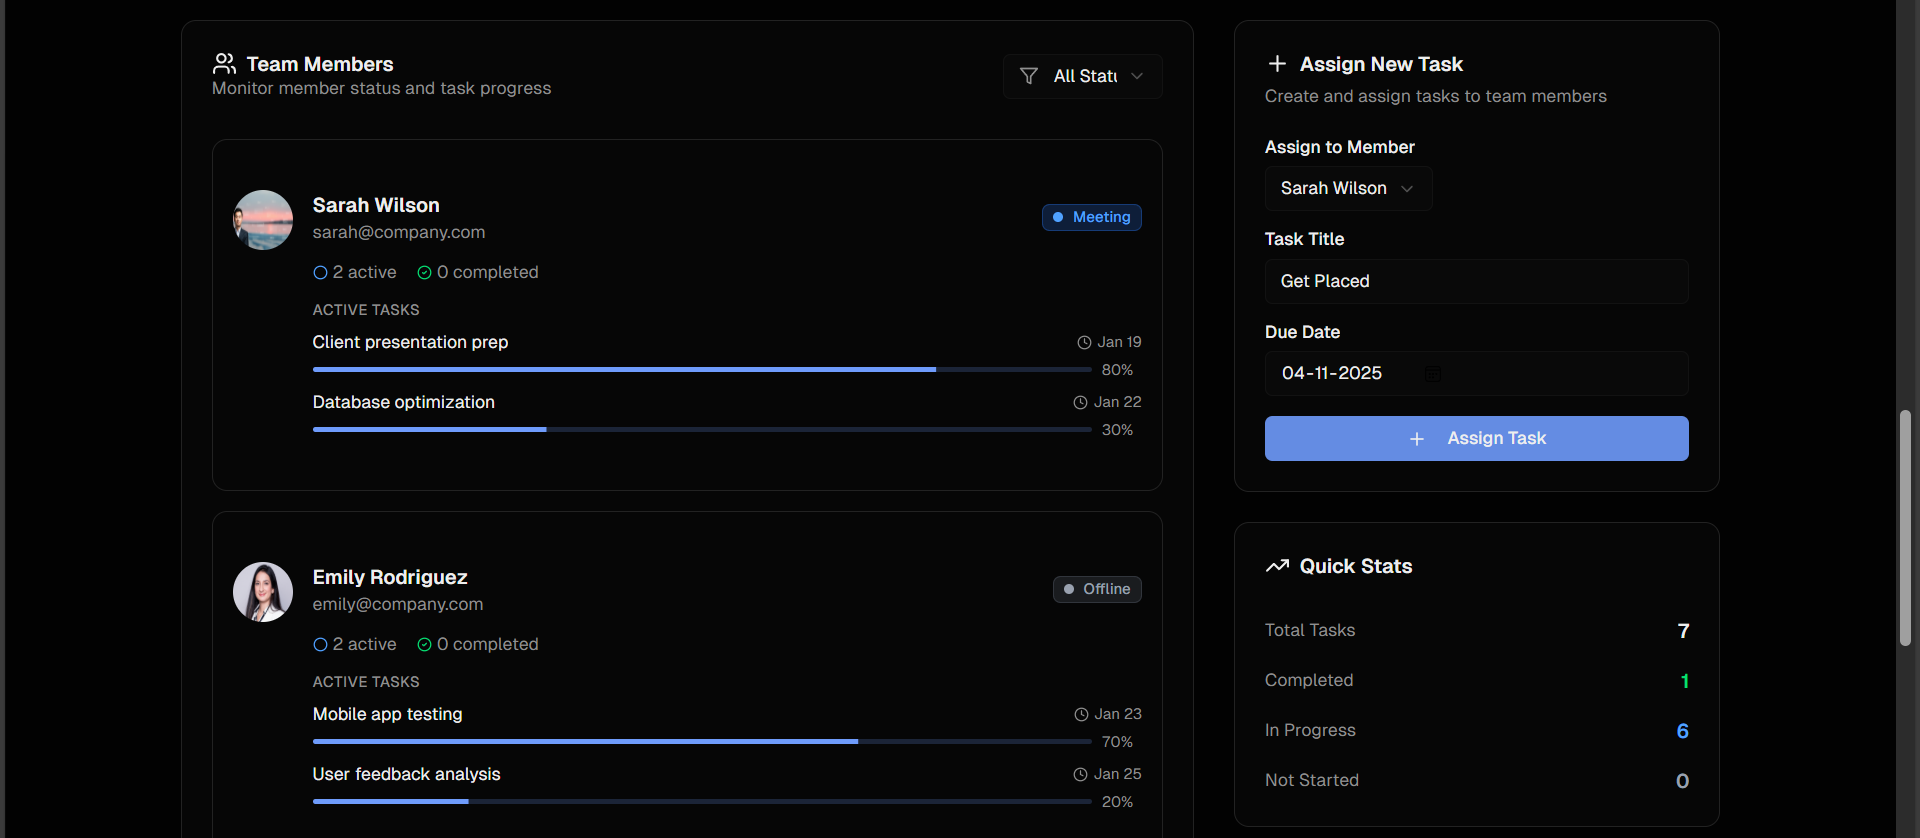 Team Members
Monitor member status and task progress
All Statu
Sarah Wilson
sarah@company.com
Meeting
2 active 0 completed
ACTIVE TASKS
Client presentation prep Jan 19
80%
Database optimization Jan 22
30%
Emily Rodriguez
emily@company.com
Offline
2 active 0 completed
ACTIVE TASKS
Mobile app testing Jan 23
70%
User feedback analysis Jan 25
20%
Assign New Task
Create and assign tasks to team members
Assign to Member
Sarah Wilson
Task Title
Get Placed
Due Date
04-11-2025
Assign Task
Quick Stats
Total Tasks 7
Completed 1
In Progress 6
Not Started 0